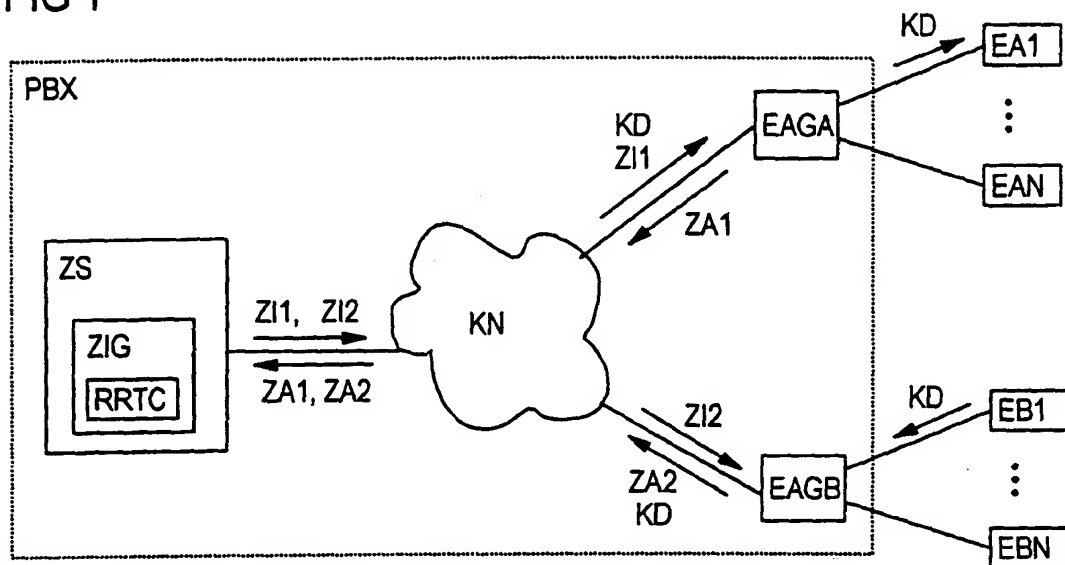 FIG 1
PBX
KD
EA1
EAGA
KD
ZI1
ZA1
EAN
ZS
ZIG
RRTC
ZI1, ZI2
ZA1, ZA2
KN
ZI2
ZA2
KD
EAGB
KD
EB1
EBN